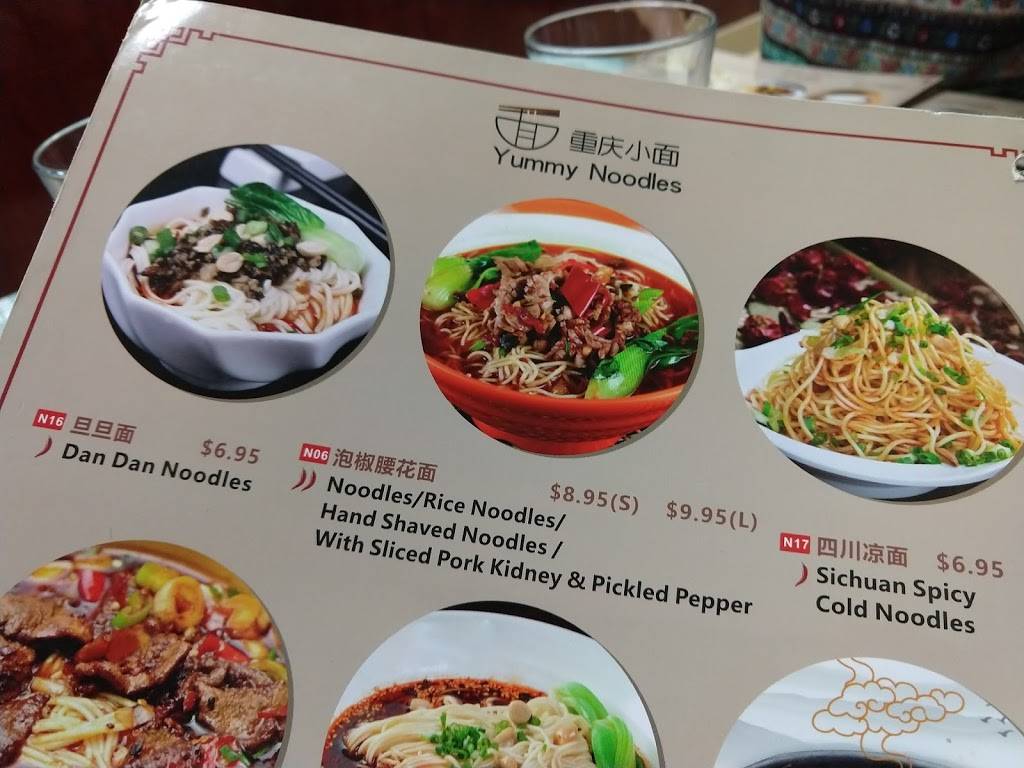 重庆小面
Yummy Noodles
N16 旦旦面 $6.95
Dan Dan Noodles
N06 泡椒腰花面 $8.95(S) $9.95(L)
Noodles/Rice Noodles/
Hand Shaved Noodles /
With Sliced Pork Kidney & Pickled Pepper
N17 四川凉面 $6.95
Sichuan Spicy
Cold Noodles